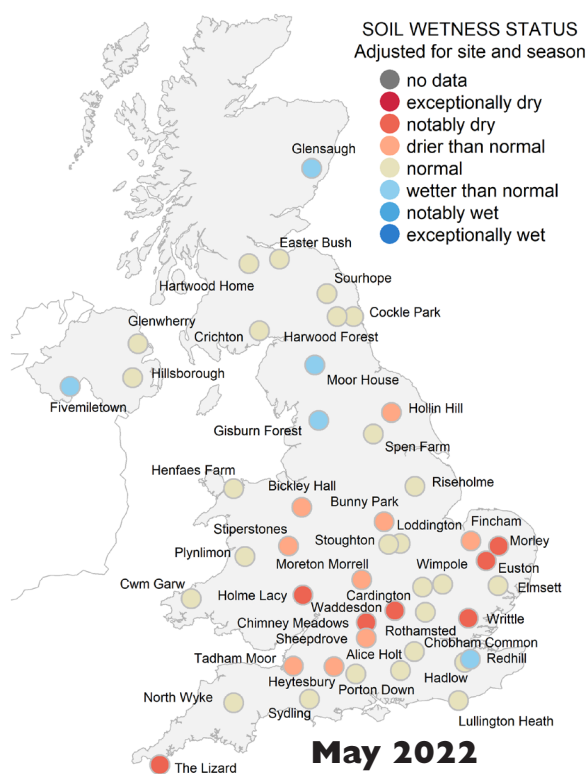 SOIL WETNESS STATUS
Adjusted for site and season
no data
exceptionally dry
notably dry
drier than normal
normal
wetter than normal
notably wet
exceptionally wet
Glensaugh
Easter Bush
Hartwood Home
Sourhope
Cockle Park
Glenwherry
Crichton
Harwood Forest
Hillsborough
Moor House
Fivemiletown
Hollin Hill
Gisburn Forest
Spen Farm
Henfaes Farm
Bickley Hall
Riseholme
Bunny Park
Loddington
Fincham
Stiperstones
Stoughton
Morley
Plynlimon
Moreton Morrell
Wimpole
Euston
Cwm Garw
Holme Lacy
Cardington
Elmsett
Waddesdon
Chimney Meadows
Writtle
Sheepdrove
Rothamsted
Chobham Common
Tadham Moor
Alice Holt
Redhill
Heytesbury
Hadlow
North Wyke
Porton Down
Sydling
Lullington Heath
May 2022
The Lizard